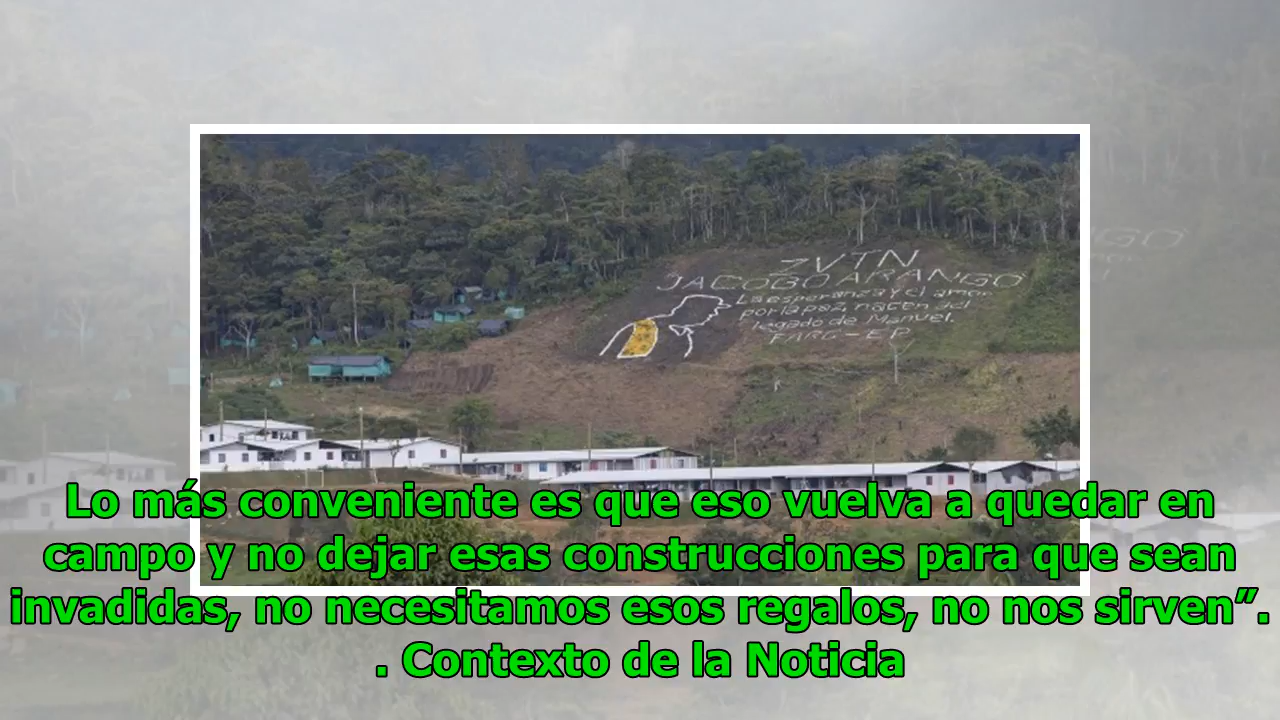 ZVTN
JACOBO ARANGO
La esperanza y el amor
por la paz, nacen del
legado de Manuel.
FARC-EP
Lo más conveniente es que eso vuelva a quedar en
campo y no dejar esas construcciones para que sean
invadidas, no necesitamos esos regalos, no nos sirven”.
. Contexto de la Noticia